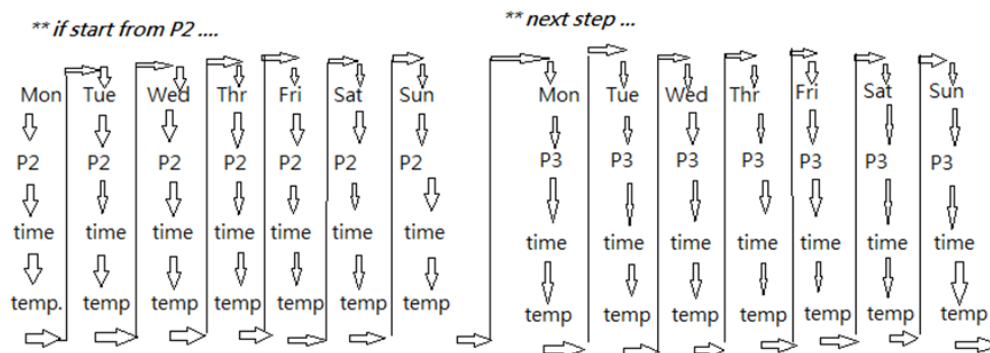 ** if start from P2 ....
** next step ...
Mon Tue Wed Thr Fri Sat Sun
P2 P2 P2 P2 P2 P2 P2
time time time time time time time
temp. temp temp temp temp temp temp
Mon Tue Wed Thr Fri Sat Sun
P3 P3 P3 P3 P3 P3 P3
time time time time time time time
temp temp temp temp temp temp temp